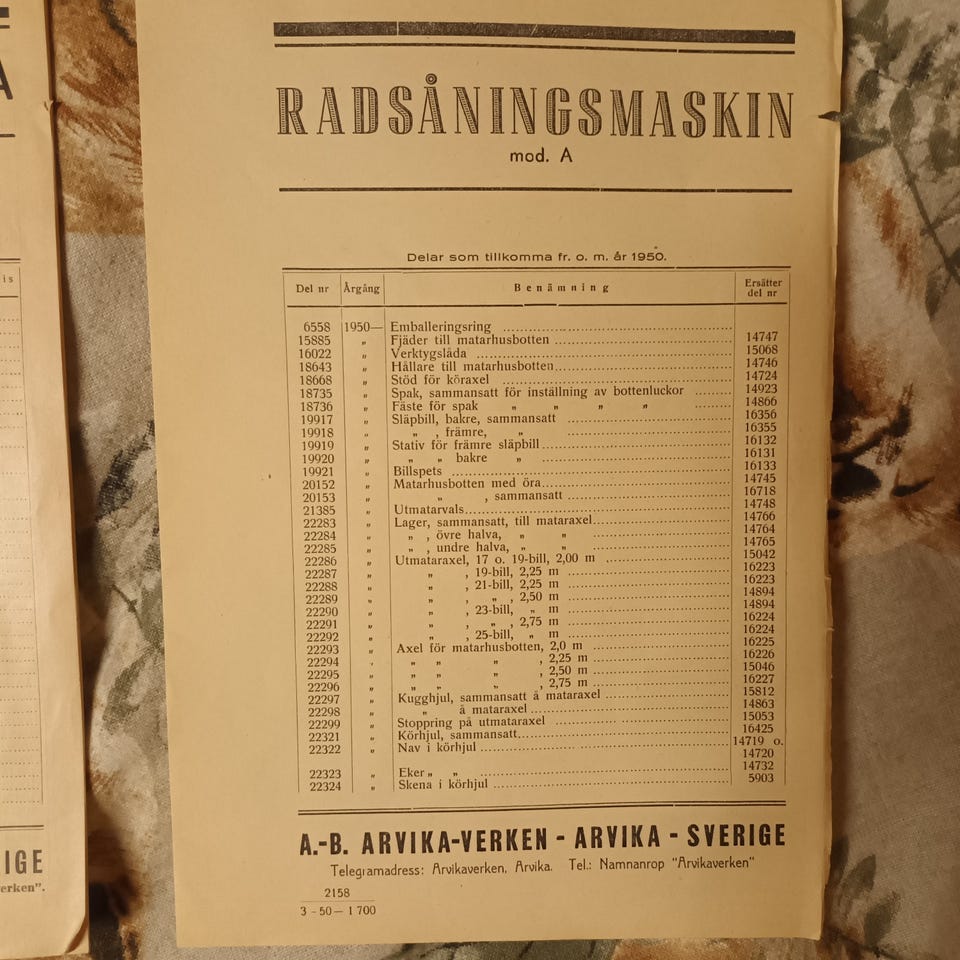 RADSÅNINGSMASKIN
mod. A
Delar som tillkomma fr. o. m. år 1950.
Del nr Årgång Benämning Ersätter del nr
6558 1950— Emballeringsring
15885 „ Fjäder till matarhusbotten 14747
16022 „ Verktygslåda 15068
18643 „ Hållare till matarhusbotten 14746
18668 „ Stöd för köraxel 14724
18735 „ Spak, sammansatt för inställning av bottenluckor 14923
18736 „ Fäste för spak „ „ „ „ 14866
19917 „ Släpbill, bakre, sammansatt 16356
19918 „ „ , främre, „ 16355
19919 „ Stativ för främre släpbill 16132
19920 „ „ „ bakre „ 16131
19921 „ Billspets 16133
20152 „ Matarhusbotten med öra 14745
20153 „ „ , sammansatt 16718
21385 „ Utmatarvals 14748
22283 „ Lager, sammansatt, till mataraxel 14766
22284 „ „ , övre halva, „ „ 14764
22285 „ „ , undre halva, „ „ 14765
22286 „ Utmataraxel, 17 o. 19-bill, 2,00 m 15042
22287 „ „ , 19-bill, 2,25 m 16223
22288 „ „ , 21-bill, 2,25 m 16223
22289 „ „ , „ , 2,50 m 14894
22290 „ „ , 23-bill, „ m 14894
22291 „ „ , „ , 2,75 m 16224
22292 „ „ , 25-bill, „ m 16224
22293 „ Axel för matarhusbotten, 2,0 m 16225
22294 „ „ „ „ , 2,25 m 16226
22295 „ „ „ „ , 2,50 m 15046
22296 „ „ „ „ , 2,75 m 16227
22297 „ Kugghjul, sammansatt å mataraxel 15812
22298 „ „ å mataraxel 14863
22299 „ Stoppring på utmataraxel 15053
22321 „ Körhjul, sammansatt 16425
22322 „ Nav i körhjul 14719 o.
14720
22323 „ Eker „ „ 14732
22324 „ Skena i körhjul 5903
A.-B. ARVIKA-VERKEN - ARVIKA - SVERIGE
Telegramadress: Arvikaverken, Arvika. Tel.: Namnanrop "Arvikaverken"
2158
3 - 50 — 1 700
A
is
IGE
erken".